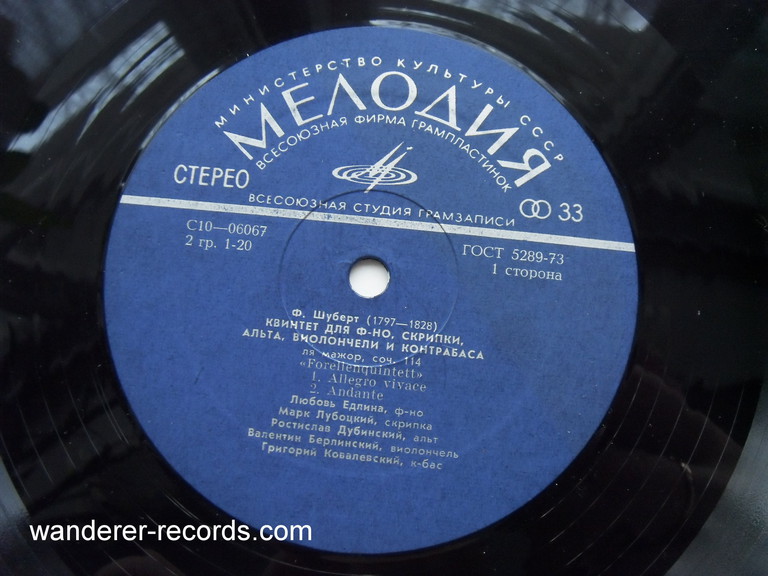 МИНИСТЕРСТВО КУЛЬТУРЫ СССР
МЕЛОДИЯ
ВСЕСОЮЗНАЯ ФИРМА ГРАМПЛАСТИНОК
СТЕРЕО
33
ВСЕСОЮЗНАЯ СТУДИЯ ГРАМЗАПИСИ
С10—06067
2 гр. 1-20
ГОСТ 5289-73
1 сторона
Ф. Шуберт (1797—1828)
КВИНТЕТ ДЛЯ Ф-НО, СКРИПКИ,
АЛЬТА, ВИОЛОНЧЕЛИ И КОНТРАБАСА
ля мажор, соч. 114
«Forellenquintett»
1. Allegro vivace
2. Andante
Любовь Едлина, ф-но
Марк Лубоцкий, скрипка
Ростислав Дубинский, альт
Валентин Берлинский, виолончель
Григорий Ковалевский, к-бас
wanderer-records.com